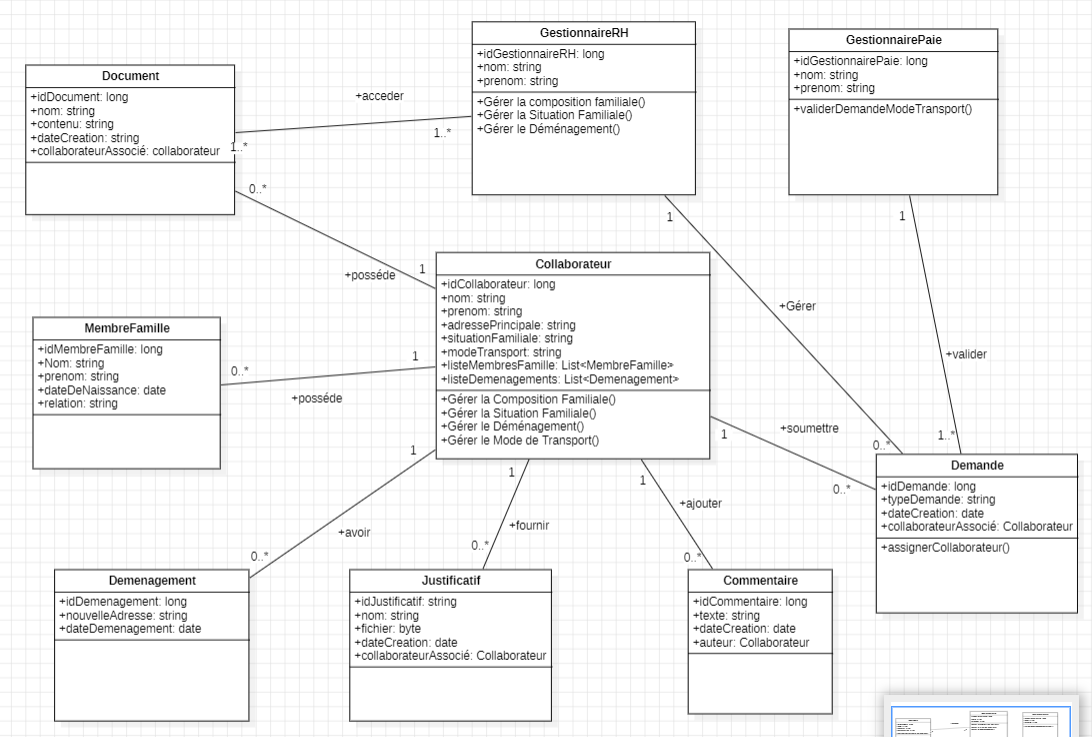 GestionnaireRH
+idGestionnaireRH: long
+nom: string
+prenom: string
+Gérer la composition familiale()
+Gérer la Situation Familiale()
+Gérer le Déménagement()
GestionnairePaie
+idGestionnairePaie: long
+nom: string
+prenom: string
+validerDemandeModeTransport()
Document
+idDocument: long
+nom: string
+contenu: string
+dateCreation: string
+collaborateurAssocié: collaborateur
+acceder
1..*
1..*
0..*
+posséde
1
1
+Gérer
0..*
1
+valider
1..*
Collaborateur
+idCollaborateur: long
+nom: string
+prenom: string
+adressePrincipale: string
+situationFamiliale: string
+modeTransport: string
+listeMembresFamille: List<MembreFamille>
+listeDemenagements: List<Demenagement>
+Gérer la Composition Familiale()
+Gérer la Situation Familiale()
+Gérer le Déménagement()
+Gérer le Mode de Transport()
MembreFamille
+idMembreFamille: long
+Nom: string
+prenom: string
+dateDeNaissance: date
+relation: string
1
0..*
+posséde
1
+soumettre
0..*
Demande
+idDemande: long
+typeDemande: string
+dateCreation: date
+collaborateurAssocié: Collaborateur
+assignerCollaborateur()
1
+avoir
0..*
1
+fournir
0..*
1
+ajouter
0..*
Demenagement
+idDemenagement: long
+nouvelleAdresse: string
+dateDemenagement: date
Justificatif
+idJustificatif: string
+nom: string
+fichier: byte
+dateCreation: date
+collaborateurAssocié: Collaborateur
Commentaire
+idCommentaire: long
+texte: string
+dateCreation: date
+auteur: Collaborateur